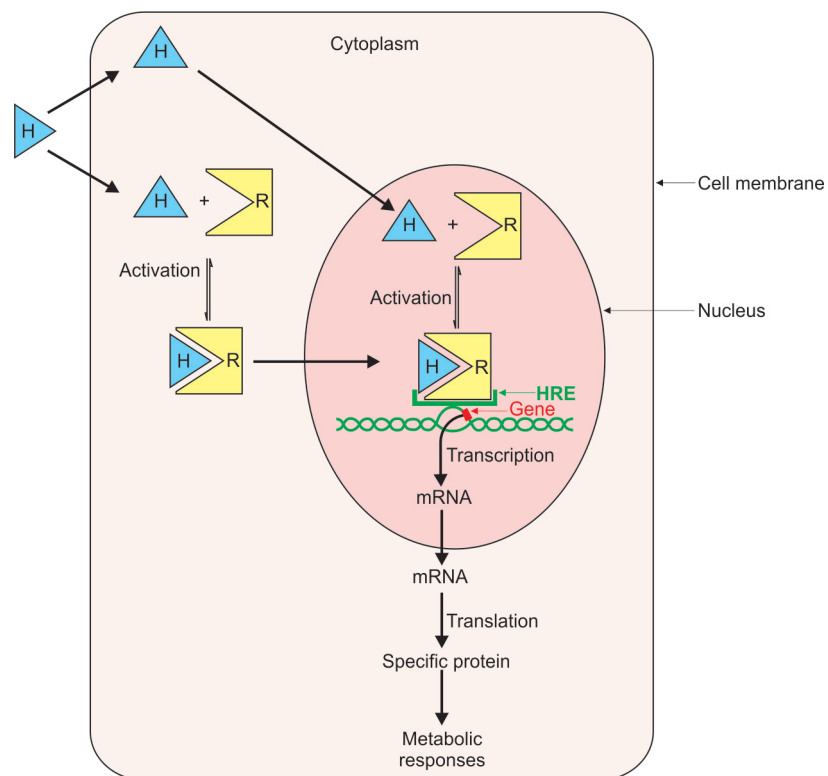 Cytoplasm
H
H
H
+
R
Cell membrane
H
+
R
Activation
Activation
Nucleus
H
R
H
R
HRE
Gene
Transcription
mRNA
mRNA
Translation
Specific protein
Metabolic
responses